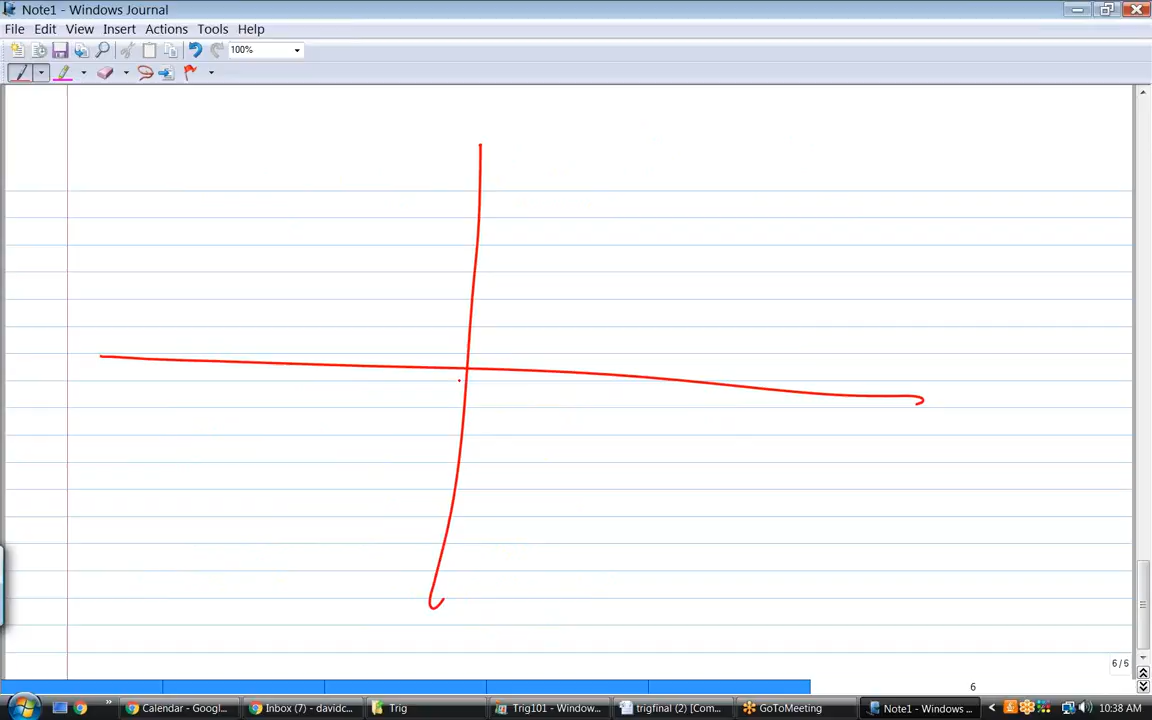 Note1 - Windows Journal
File Edit View Insert Actions Tools Help
100%
6/6
6
Calendar - Googl...
Inbox (7) - davidc...
Trig
Trig101 - Window...
trigfinal (2) [Com...
GoToMeeting
Note1 - Windows ...
10:38 AM